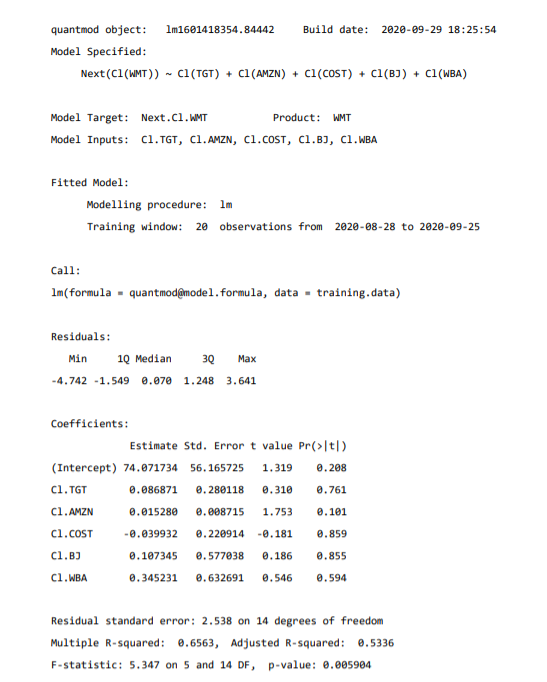 quantmod object:   lm1601418354.84442     Build date:  2020-09-29 18:25:54
Model Specified:
Next(Cl(WMT)) ~ Cl(TGT) + Cl(AMZN) + Cl(COST) + Cl(BJ) + Cl(WBA)
Model Target:  Next.Cl.WMT          Product:  WMT
Model Inputs:  Cl.TGT, Cl.AMZN, Cl.COST, Cl.BJ, Cl.WBA
Fitted Model:
Modelling procedure:  lm
Training window:  20  observations from  2020-08-28 to 2020-09-25
Call:
lm(formula = quantmod@model.formula, data = training.data)
Residuals:
Min     1Q Median     3Q    Max
-4.742 -1.549  0.070  1.248  3.641
Coefficients:
Estimate Std. Error t value Pr(>|t|)
(Intercept) 74.071734  56.165725   1.319    0.208
Cl.TGT       0.086871   0.280118   0.310    0.761
Cl.AMZN      0.015280   0.008715   1.753    0.101
Cl.COST     -0.039932   0.220914  -0.181    0.859
Cl.BJ        0.107345   0.577038   0.186    0.855
Cl.WBA       0.345231   0.632691   0.546    0.594
Residual standard error: 2.538 on 14 degrees of freedom
Multiple R-squared:  0.6563,  Adjusted R-squared:  0.5336
F-statistic: 5.347 on 5 and 14 DF,  p-value: 0.005904